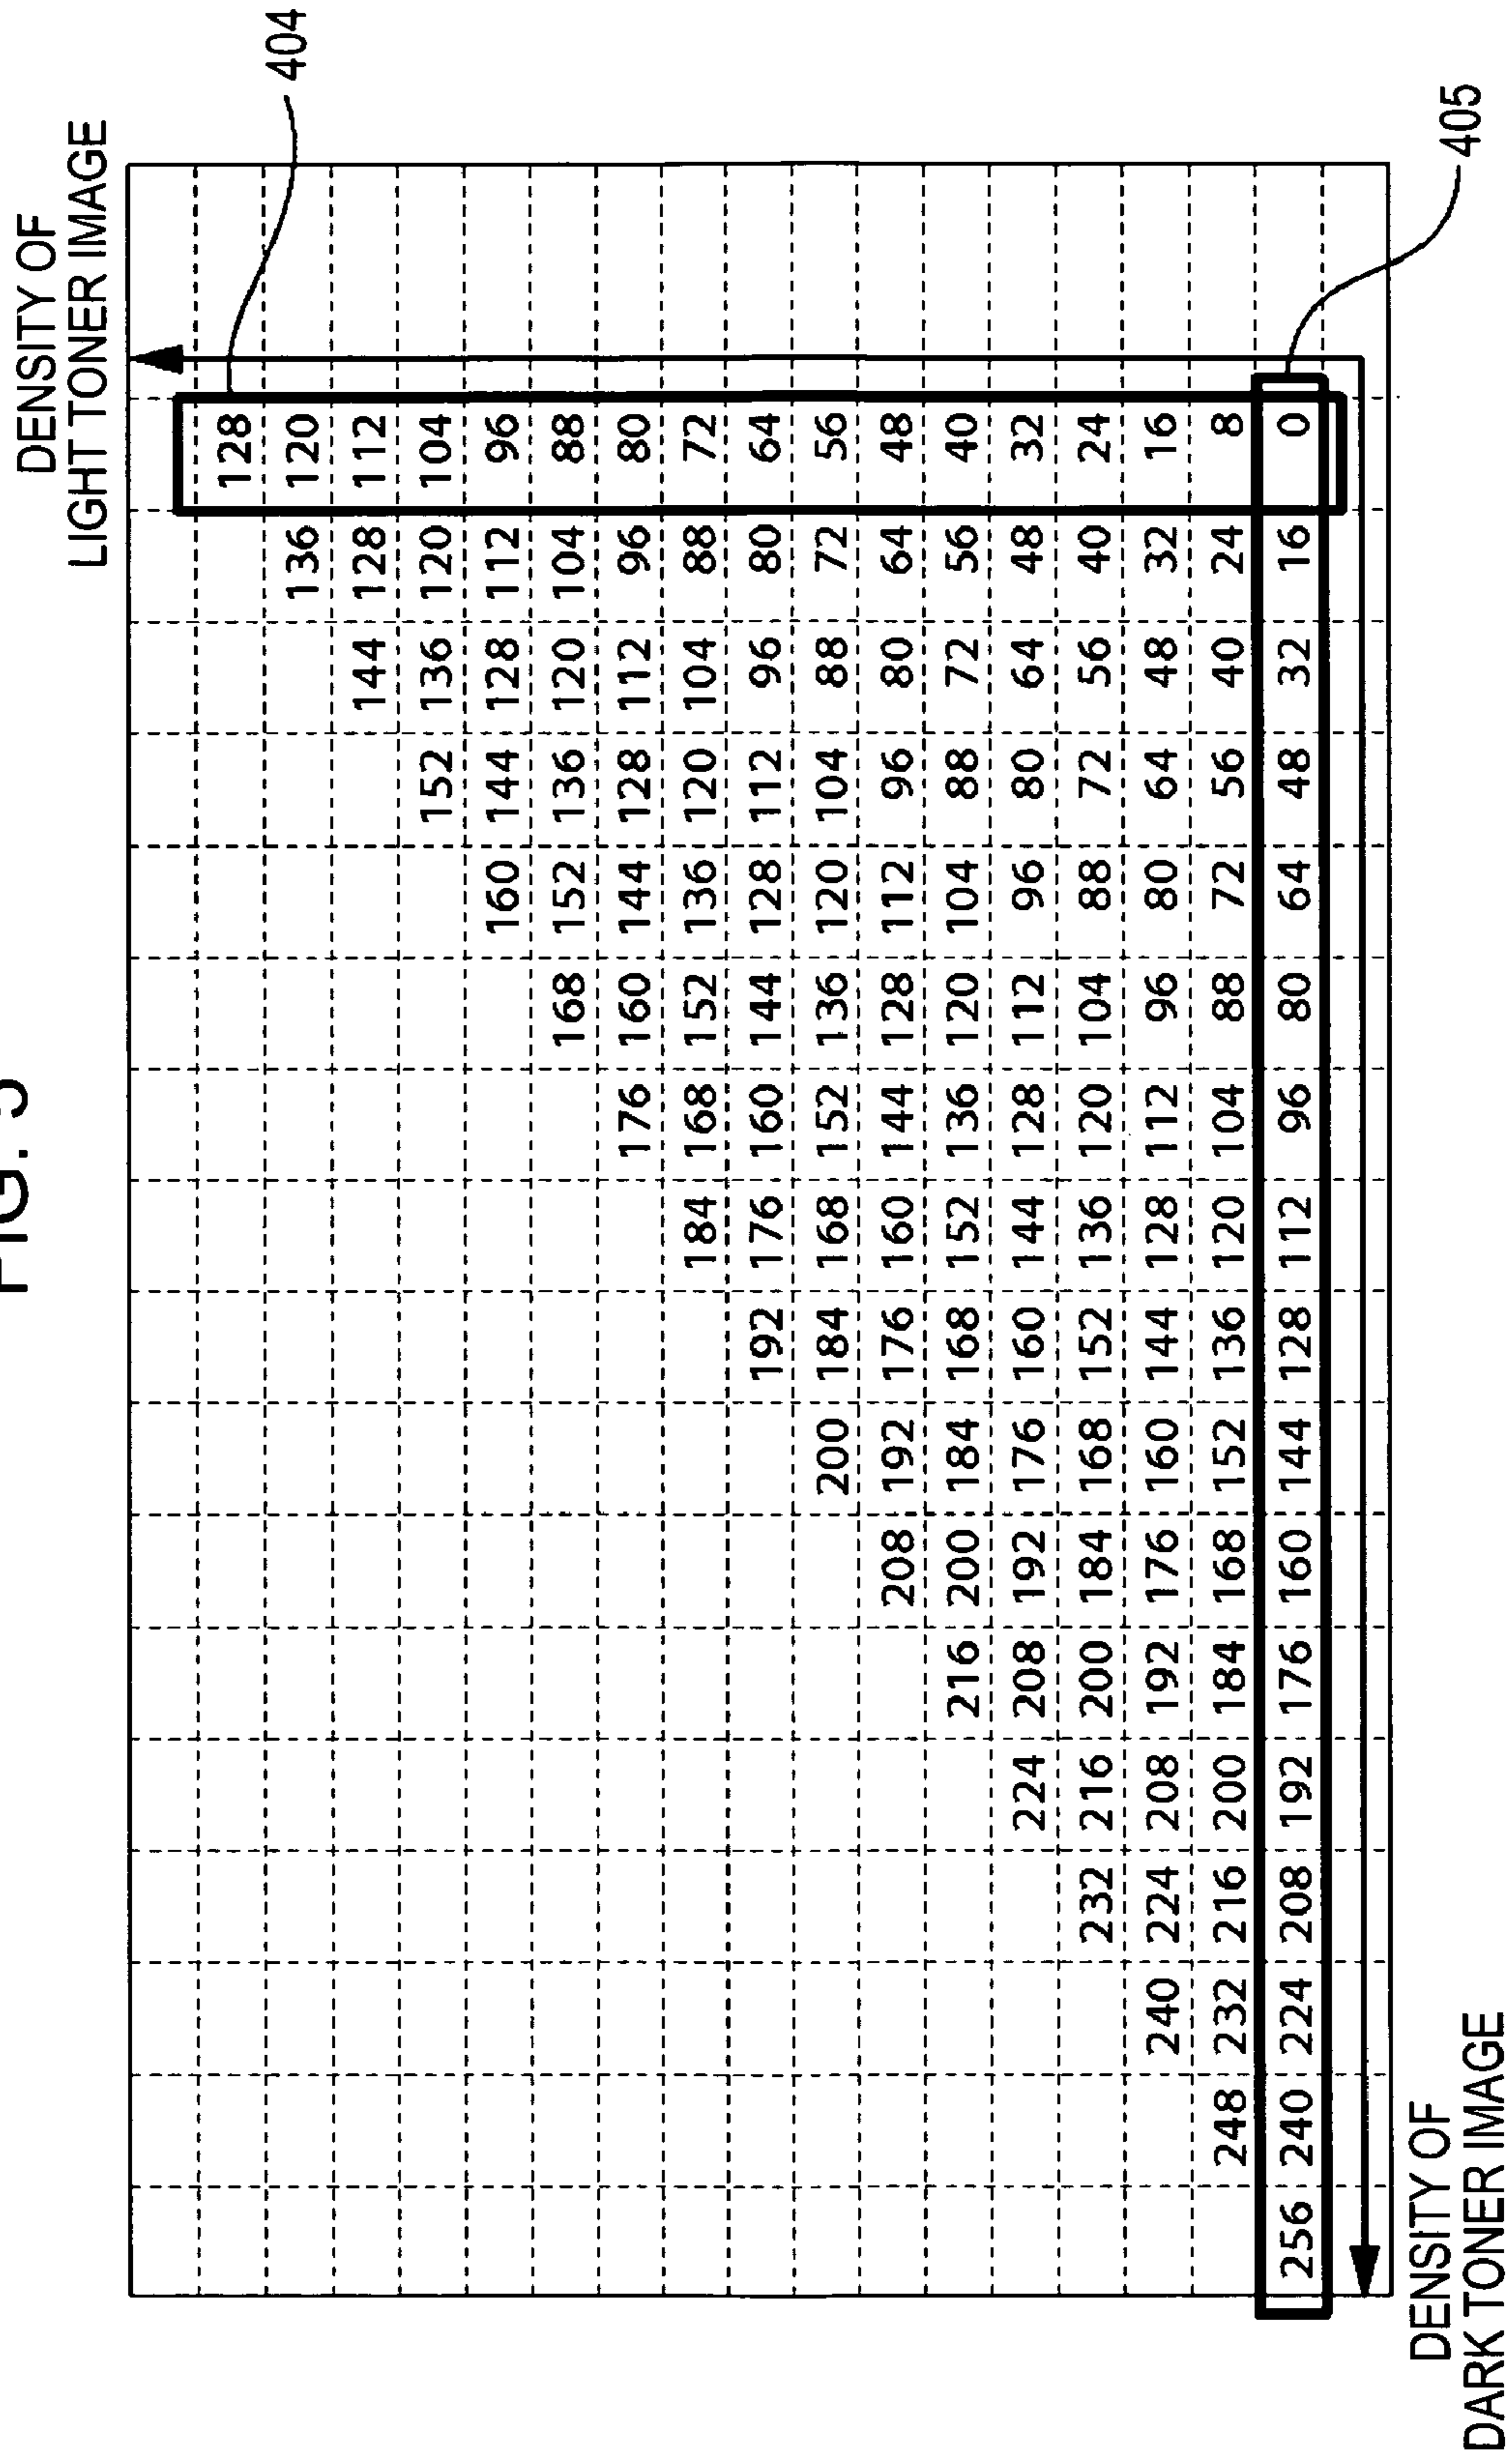 FIG.
DENSITY OF
LIGHT TONER IMAGE
404
128
136 120
144 128 112
152 136 120 104
160 144 128 112 96
168 152 136 120 104 88
176 160 144 128 112 96 80
184 168 152 136 120 104 88 72
192 176 160 144 128 112 96 80 64
200 184 168 152 136 120 104 88 72 56
208 192 176 160 144 128 112 96 80 64 48
216 200 184 168 152 136 120 104 88 72 56 40
224 208 192 176 160 144 128 112 96 80 64 48 32
232 216 200 184 168 152 136 120 104 88 72 56 40 24
240 224 208 192 176 160 144 128 112 96 80 64 48 32 16
248 232 216 200 184 168 152 136 120 104 88 72 56 40 24 8
256 240 224 208 192 176 160 144 128 112 96 80 64 48 32 16 0
405
DENSITY OF
DARK TONER IMAGE